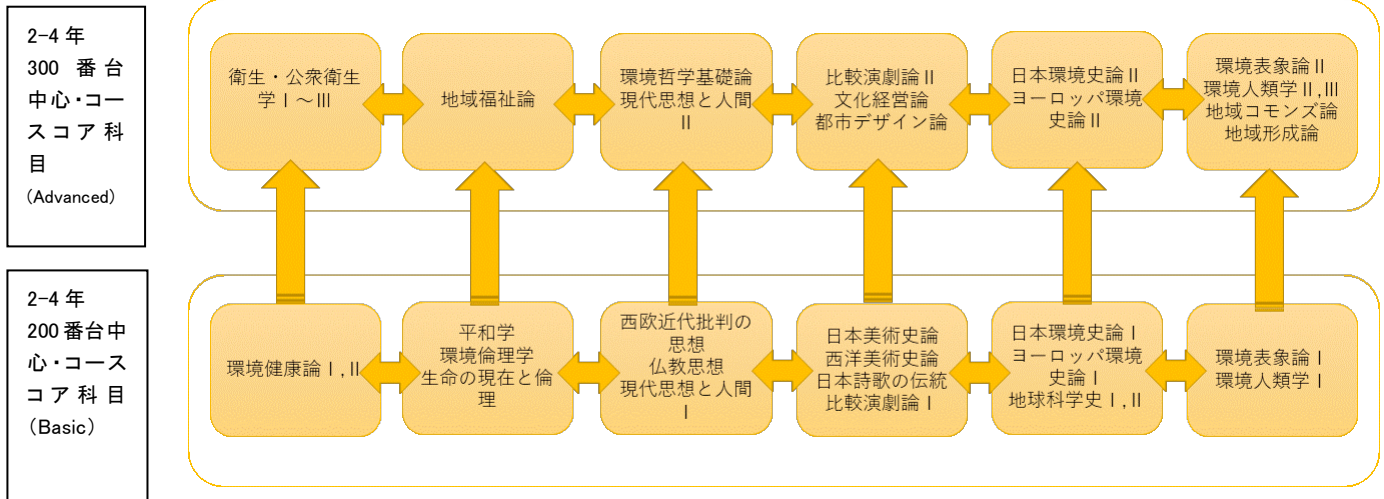 2-4 年
300 番台
中心・コー
スコア科
目
(Advanced)
衛生・公衆衛生
学Ⅰ～Ⅲ
地域福祉論
環境哲学基礎論
現代思想と人間
Ⅱ
比較演劇論Ⅱ
文化経営論
都市デザイン論
日本環境史論Ⅱ
ヨーロッパ環境
史論Ⅱ
環境表象論Ⅱ
環境人類学Ⅱ,Ⅲ
地域コモンズ論
地域形成論
2-4 年
200 番台中
心・コース
コア科目
（Basic）
環境健康論Ⅰ,Ⅱ
平和学
環境倫理学
生命の現在と倫
理
西欧近代批判の
思想
仏教思想
現代思想と人間
Ⅰ
日本美術史論
西洋美術史論
日本詩歌の伝統
比較演劇論Ⅰ
日本環境史論Ⅰ
ヨーロッパ環境
史論Ⅰ
地球科学史Ⅰ,Ⅱ
環境表象論Ⅰ
環境人類学Ⅰ